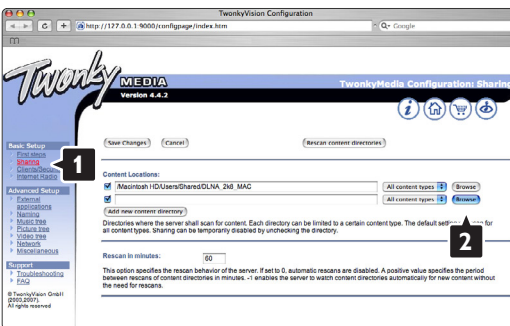 TwonkyVision Configuration
http://127.0.0.1:9000/configpage/index.htm
Google
Twonky MEDIA
Version 4.4.2
TwonkyMedia Configuration: Sharing
Save Changes
Cancel
Rescan content directories
Basic Setup
First steps
Sharing
Clients/Secu
Internet Radio
1
Advanced Setup
External
applications
Naming
Music tree
Picture tree
Video tree
Network
Miscellaneous
Support
Troubleshooting
FAQ
© TwonkyVision GmbH
(2003,2007).
All rights reserved
Content Locations:
/Macintosh HD/Users/Shared/DLNA_2k8_MAC
All content types
Browse
All content types
Browse
Add new content directory
2
Directories where the server shall scan for content. Each directory can be limited to a certain content type. The default se for
all content types. Sharing can be temporarily disabled by unchecking the directory.
Rescan in minutes:
60
This option specifies the rescan behavior of the server. If set to 0, automatic rescans are disabled. A positive value specifies the period
between rescans of content directories in minutes. -1 enables the server to watch content directories automatically for new content without
the need for rescans.